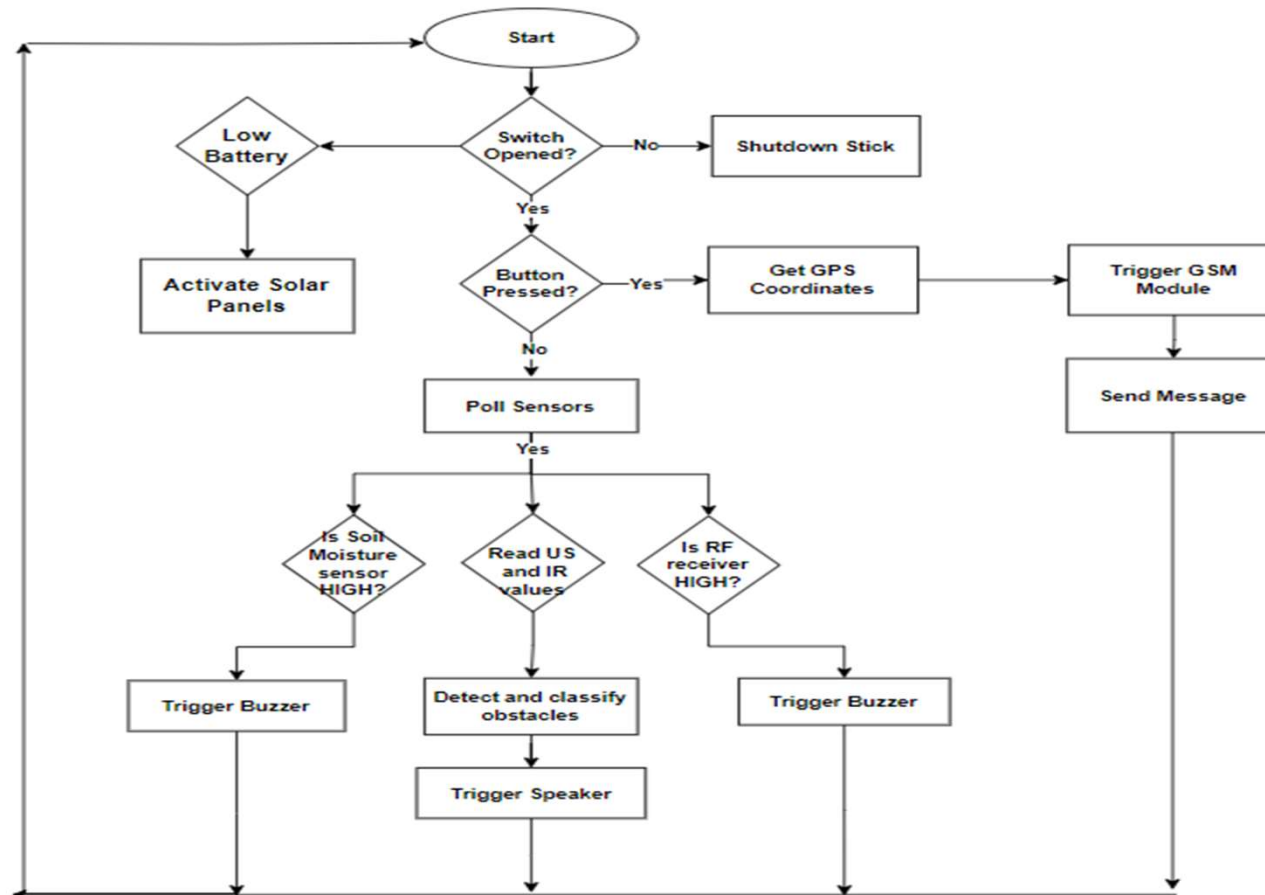 Start
Low
Battery
Switch
Opened?
No
Shutdown Stick
Yes
Activate Solar
Panels
Button
Pressed?
Yes
Get GPS
Coordinates
Trigger GSM
Module
No
Send Message
Poll Sensors
Yes
Is Soil
Moisture
sensor
HIGH?
Read US
and IR
values
Is RF
receiver
HIGH?
Trigger Buzzer
Detect and classify
obstacles
Trigger Buzzer
Trigger Speaker